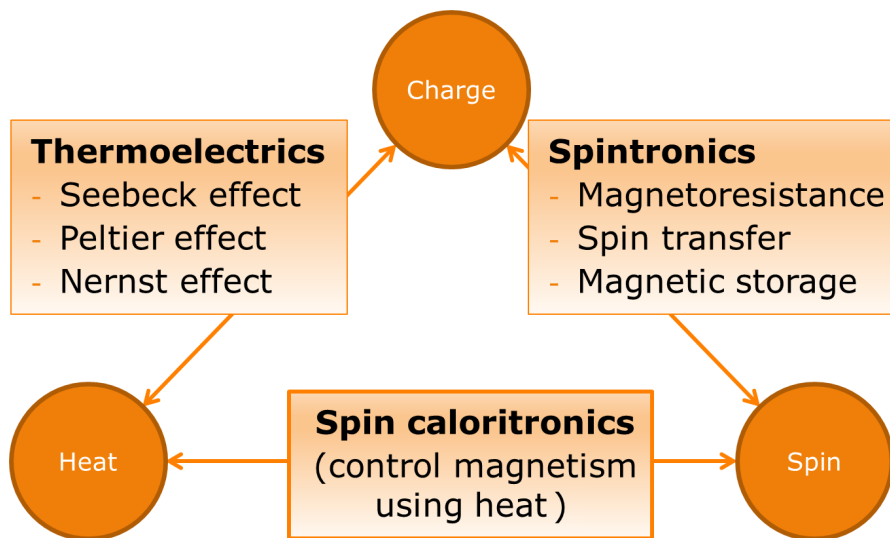 Charge
Thermoelectrics
- Seebeck effect
- Peltier effect
- Nernst effect
Spintronics
- Magnetoresistance
- Spin transfer
- Magnetic storage
Heat
Spin caloritronics
(control magnetism
using heat)
Spin